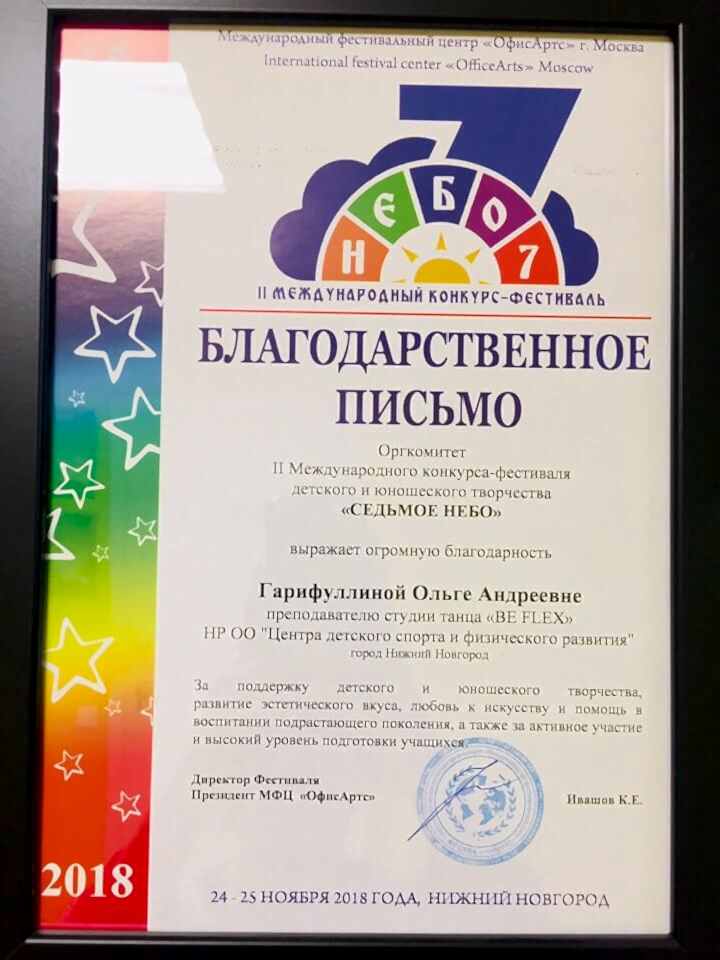 Международный фестивальный центр «ОфисАртс» г. Москва
International festival center «OfficeArts» Moscow
7
НЕБО7
II МЕЖДУНАРОДНЫЙ КОНКУРС-ФЕСТИВАЛЬ
БЛАГОДАРСТВЕННОЕ
ПИСЬМО
Оргкомитет
II Международного конкурса-фестиваля
детского и юношеского творчества
«СЕДЬМОЕ НЕБО»
выражает огромную благодарность
Гарифуллиной Ольге Андреевне
преподавателю студии танца «BE FLEX»
НР ОО "Центра детского спорта и физического развития"
город Нижний Новгород
За поддержку детского и юношеского творчества,
развитие эстетического вкуса, любовь к искусству и помощь в
воспитании подрастающего поколения, а также за активное участие
и высокий уровень подготовки учащихся.
Директор Фестиваля
Президент МФЦ «ОфисАртс»
Ивашов К.Е.
2018
24 - 25 НОЯБРЯ 2018 ГОДА, НИЖНИЙ НОВГОРОД